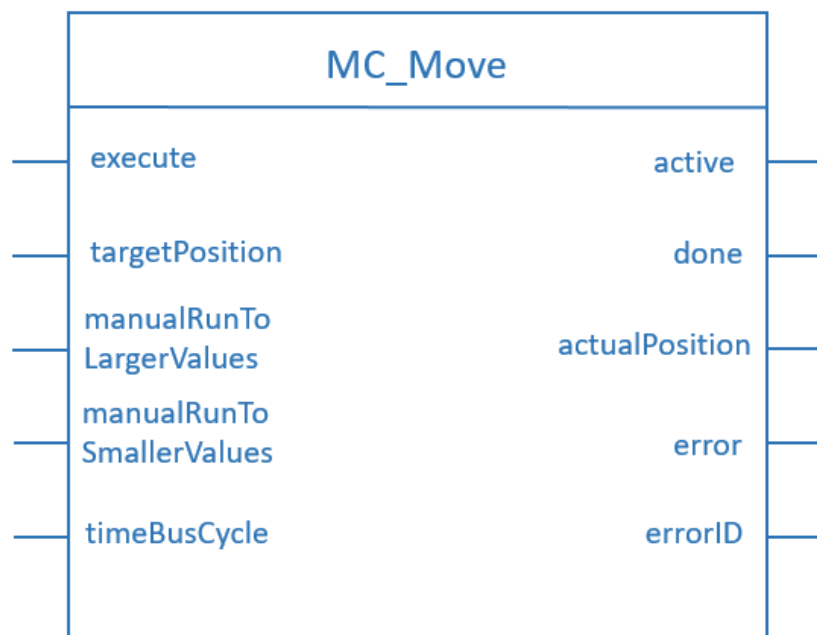 MC_Move
execute
active
targetPosition
done
manualRunTo
LargerValues
actualPosition
manualRunTo
SmallerValues
error
timeBusCycle
errorID